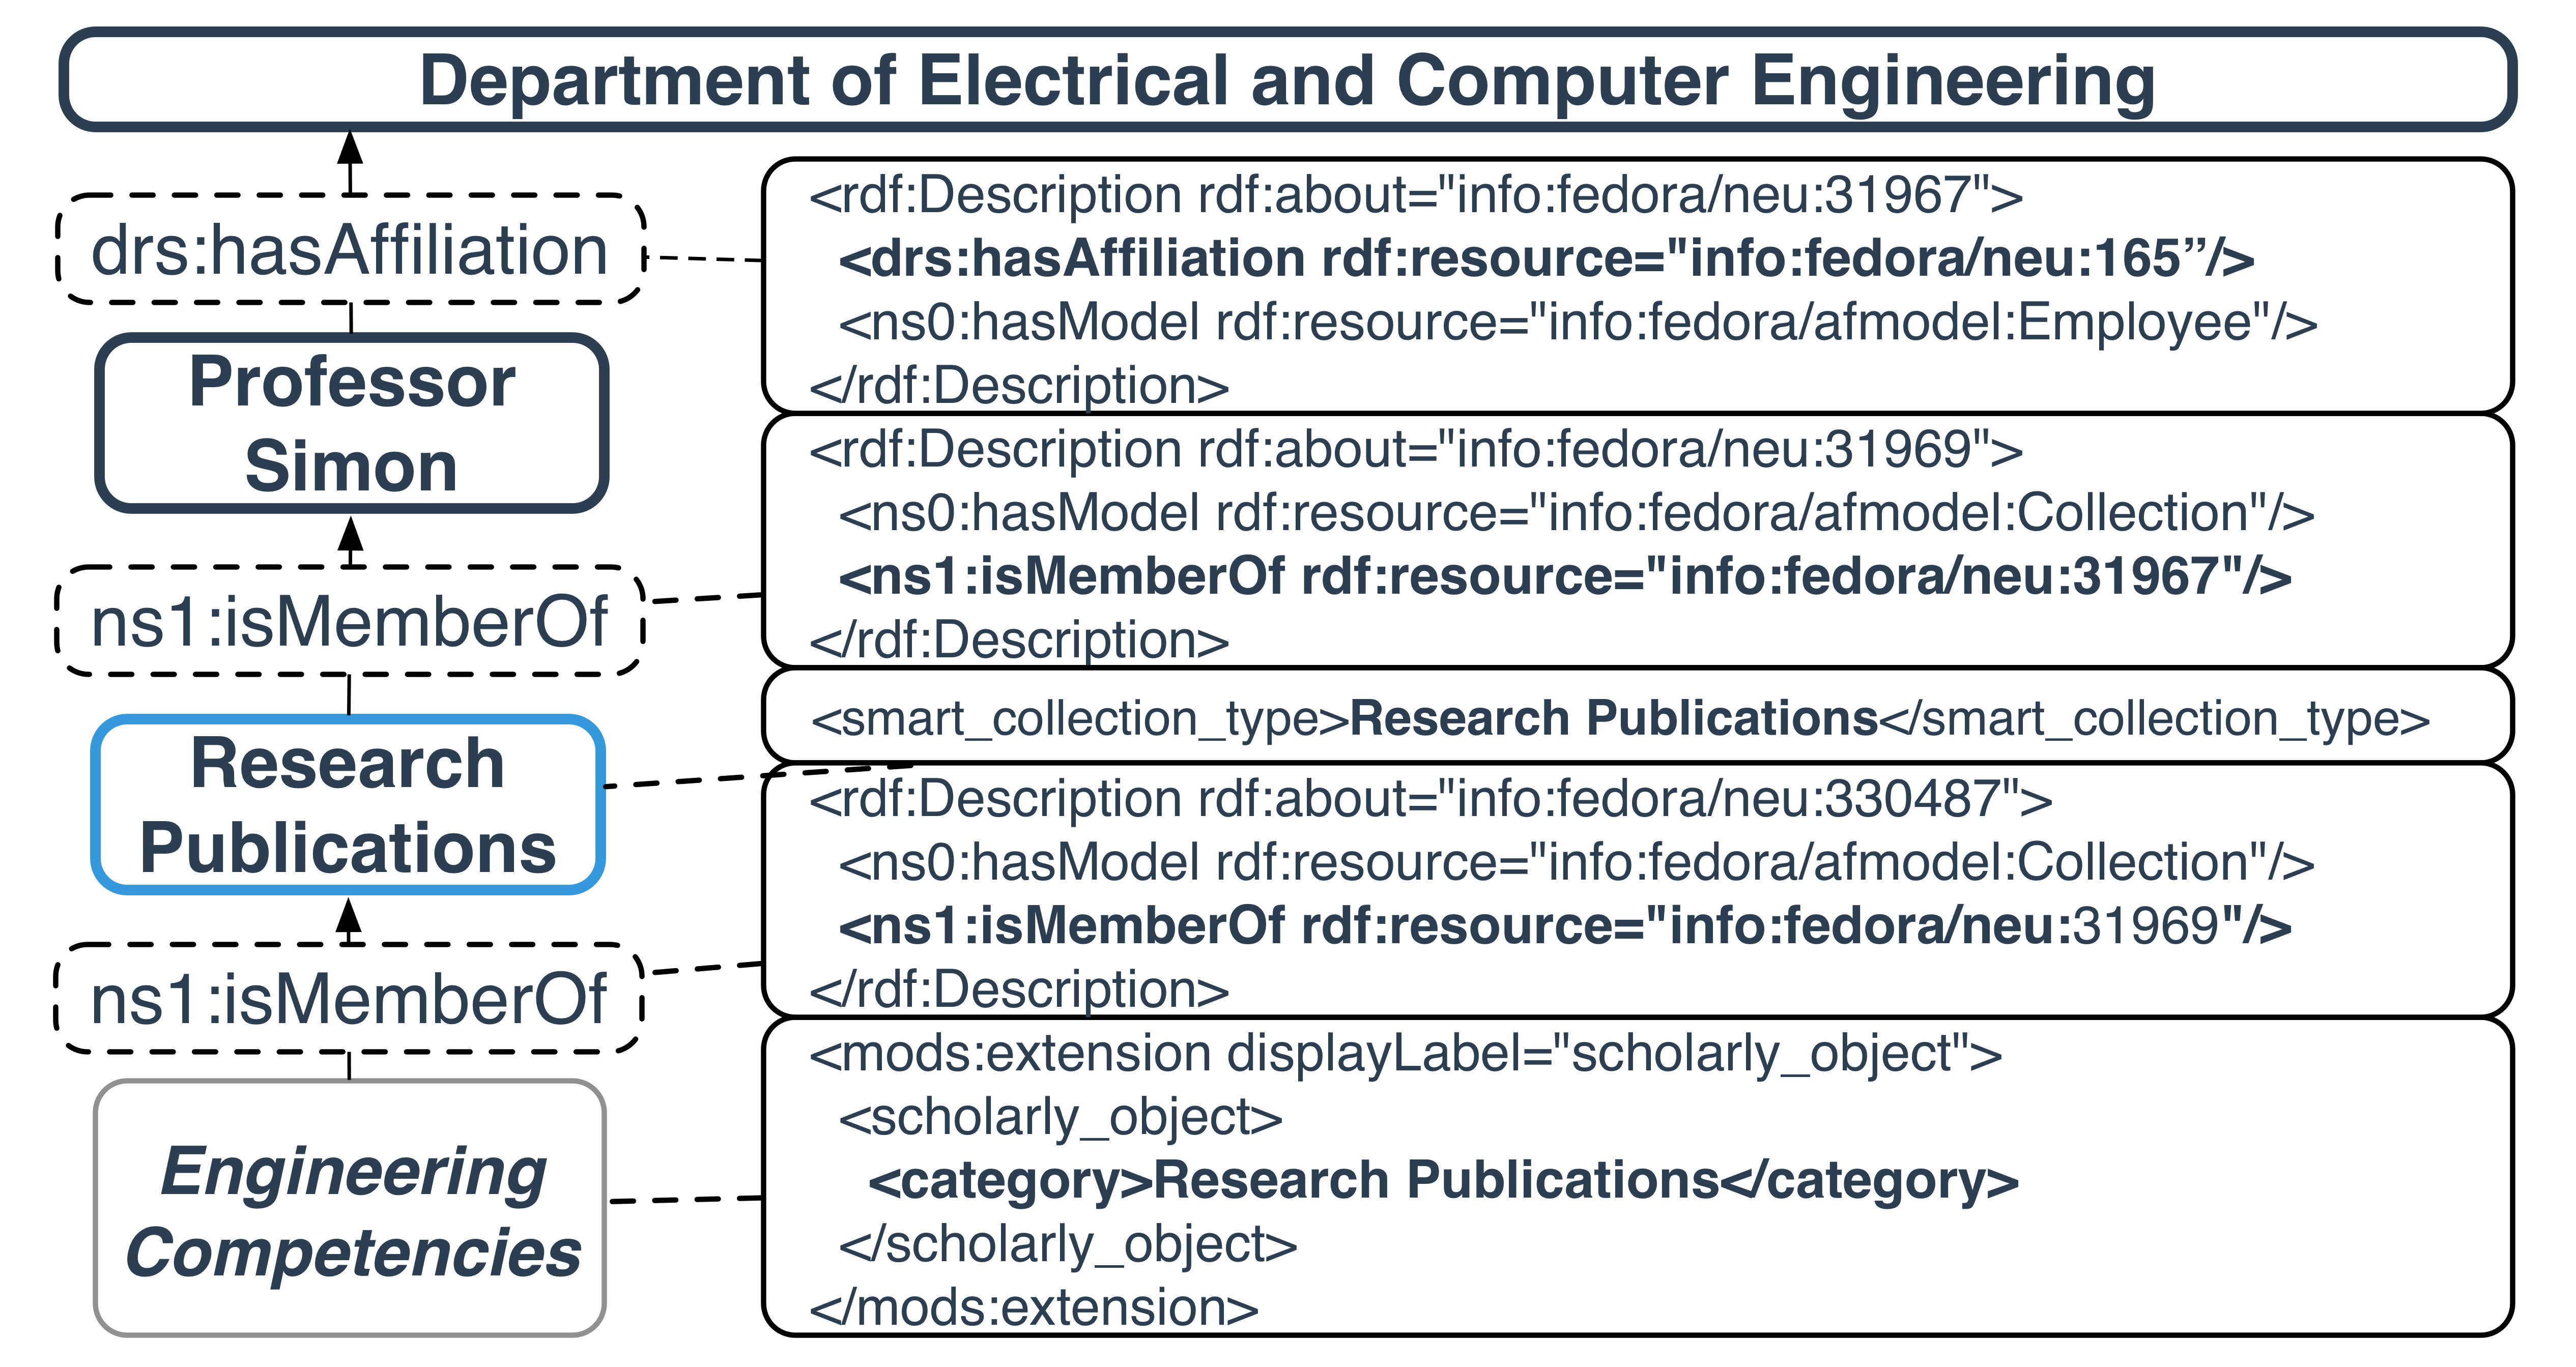 Department of Electrical and Computer Engineering
drs:hasAffiliation
Professor
Simon
ns1:isMemberOf
Research
Publications
ns1:isMemberOf
Engineering
Competencies
<rdf:Description rdf:about="info:fedora/neu:31967">
<drs:hasAffiliation rdf:resource="info:fedora/neu:165”/>
<ns0:hasModel rdf:resource="info:fedora/afmodel:Employee"/>
</rdf:Description>
<rdf:Description rdf:about="info:fedora/neu:31969">
<ns0:hasModel rdf:resource="info:fedora/afmodel:Collection"/>
<ns1:isMemberOf rdf:resource="info:fedora/neu:31967"/>
</rdf:Description>
<smart_collection_type>Research Publications</smart_collection_type>
<rdf:Description rdf:about="info:fedora/neu:330487">
<ns0:hasModel rdf:resource="info:fedora/afmodel:Collection"/>
<ns1:isMemberOf rdf:resource="info:fedora/neu:31969"/>
</rdf:Description>
<mods:extension displayLabel="scholarly_object">
<scholarly_object>
<category>Research Publications</category>
</scholarly_object>
</mods:extension>